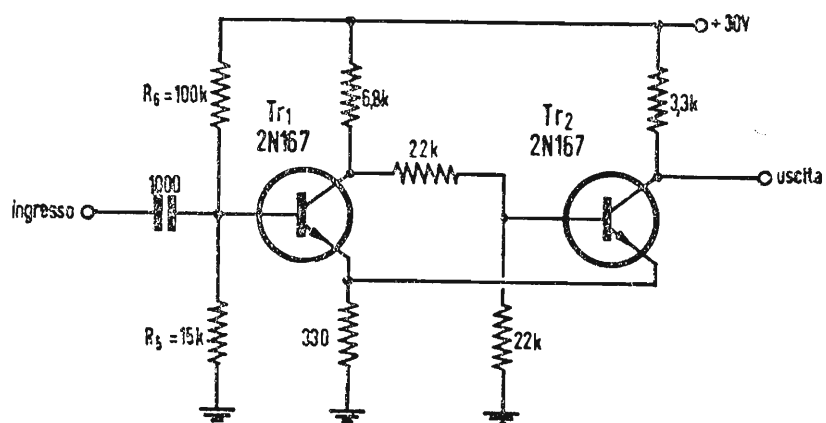 + 30V
R6 = 100k
6,8k
3,3k
Tr1
2N167
Tr2
2N167
22k
1000
ingresso
uscita
R5 = 15k
330
22k